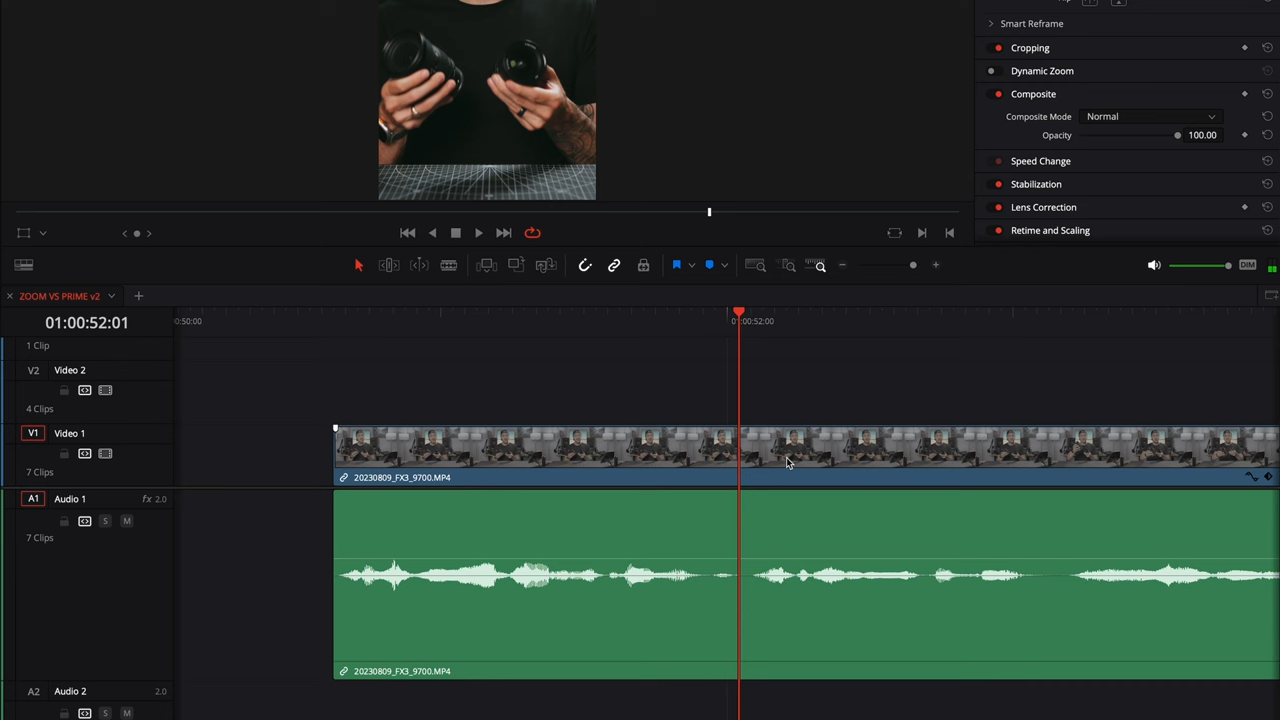 Smart Reframe
Cropping
Dynamic Zoom
Composite
Composite Mode Normal
Opacity 100.00
Speed Change
Stabilization
Lens Correction
Retime and Scaling
DIM
ZOOM VS PRIME v2
01:00:52:01
0:50:00
01:00:52:00
1 Clip
V2 Video 2
4 Clips
V1 Video 1
7 Clips
20230809_FX3_9700.MP4
A1 Audio 1 fx 2.0
S M
7 Clips
20230809_FX3_9700.MP4
A2 Audio 2 2.0
S M